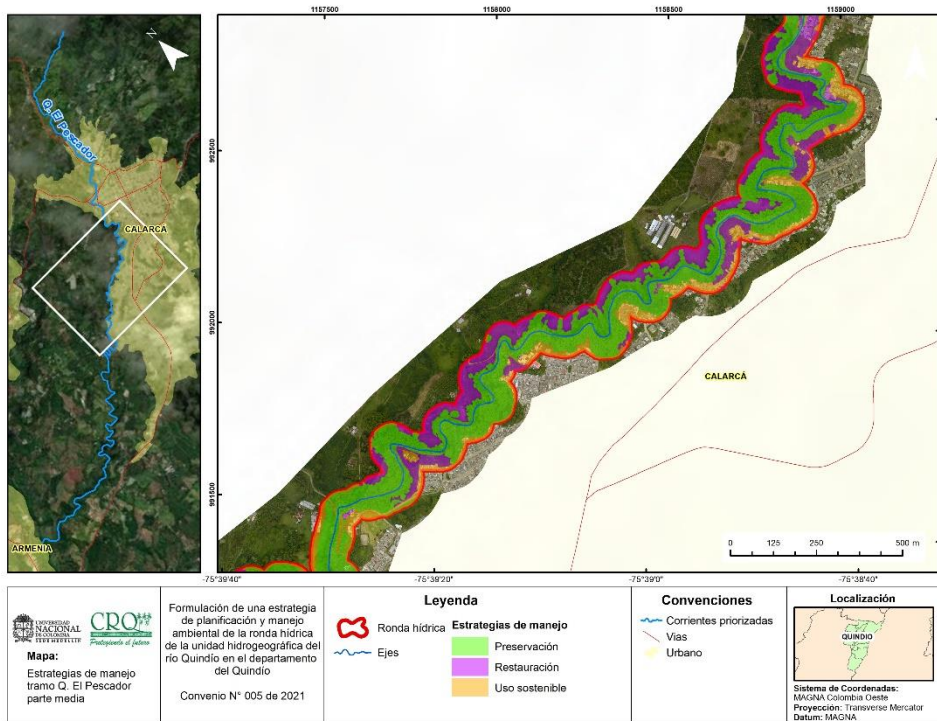 1157500
1158000
1158500
1159000
N
Q. El Pescador
CALARCÁ
ARMENIA
992500
992000
991500
CALARCÁ
0
125
250
500 m
-75°39'40"
-75°39'20"
-75°39'0"
-75°38'40"
UNIVERSIDAD
NACIONAL
DE COLOMBIA
SEDE MEDELLÍN
CRQ
Protegiendo el futuro
Mapa:
Estrategias de manejo
tramo Q. El Pescador
parte media
Formulación de una estrategia
de planificación y manejo
ambiental de la ronda hídrica
de la unidad hidrogeográfica del
río Quindío en el departamento
del Quindío
Convenio N° 005 de 2021
Leyenda
Ronda hídrica
Ejes
Estrategias de manejo
Preservación
Restauración
Uso sostenible
Convenciones
Corrientes priorizadas
Vias
Urbano
Localización
QUINDIO
Sistema de Coordenadas:
MAGNA Colombia Oeste
Proyección: Transverse Mercator
Datum: MAGNA